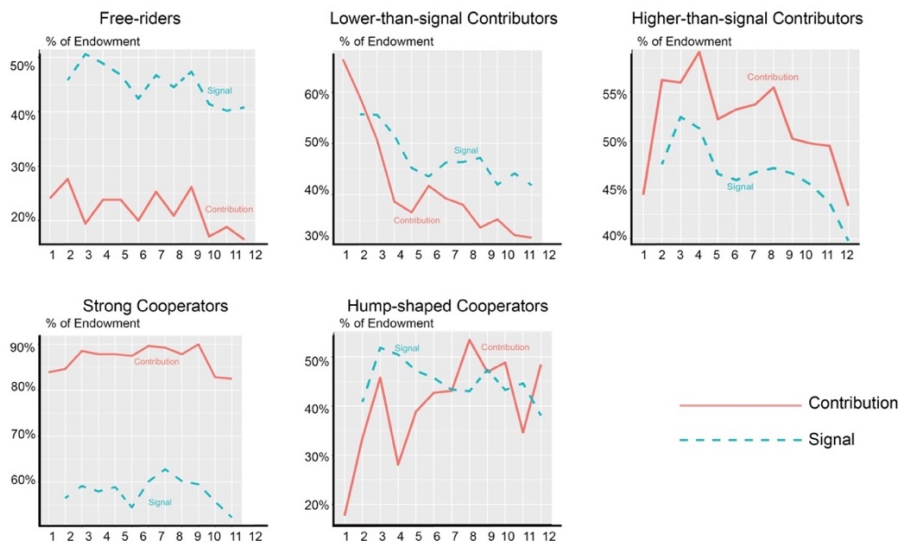 Free-riders
% of Endowment
50%
40%
30%
20%
Signal
Contribution
1 2 3 4 5 6 7 8 9 10 11 12
Lower-than-signal Contributors
% of Endowment
60%
50%
40%
30%
Signal
Contribution
1 2 3 4 5 6 7 8 9 10 11 12
Higher-than-signal Contributors
% of Endowment
55%
50%
45%
40%
Contribution
Signal
1 2 3 4 5 6 7 8 9 10 11 12
Strong Cooperators
% of Endowment
90%
80%
70%
60%
Contribution
Signal
1 2 3 4 5 6 7 8 9 10 11 12
Hump-shaped Cooperators
% of Endowment
50%
40%
30%
20%
Signal
Contribution
1 2 3 4 5 6 7 8 9 10 11 12
Contribution
Signal